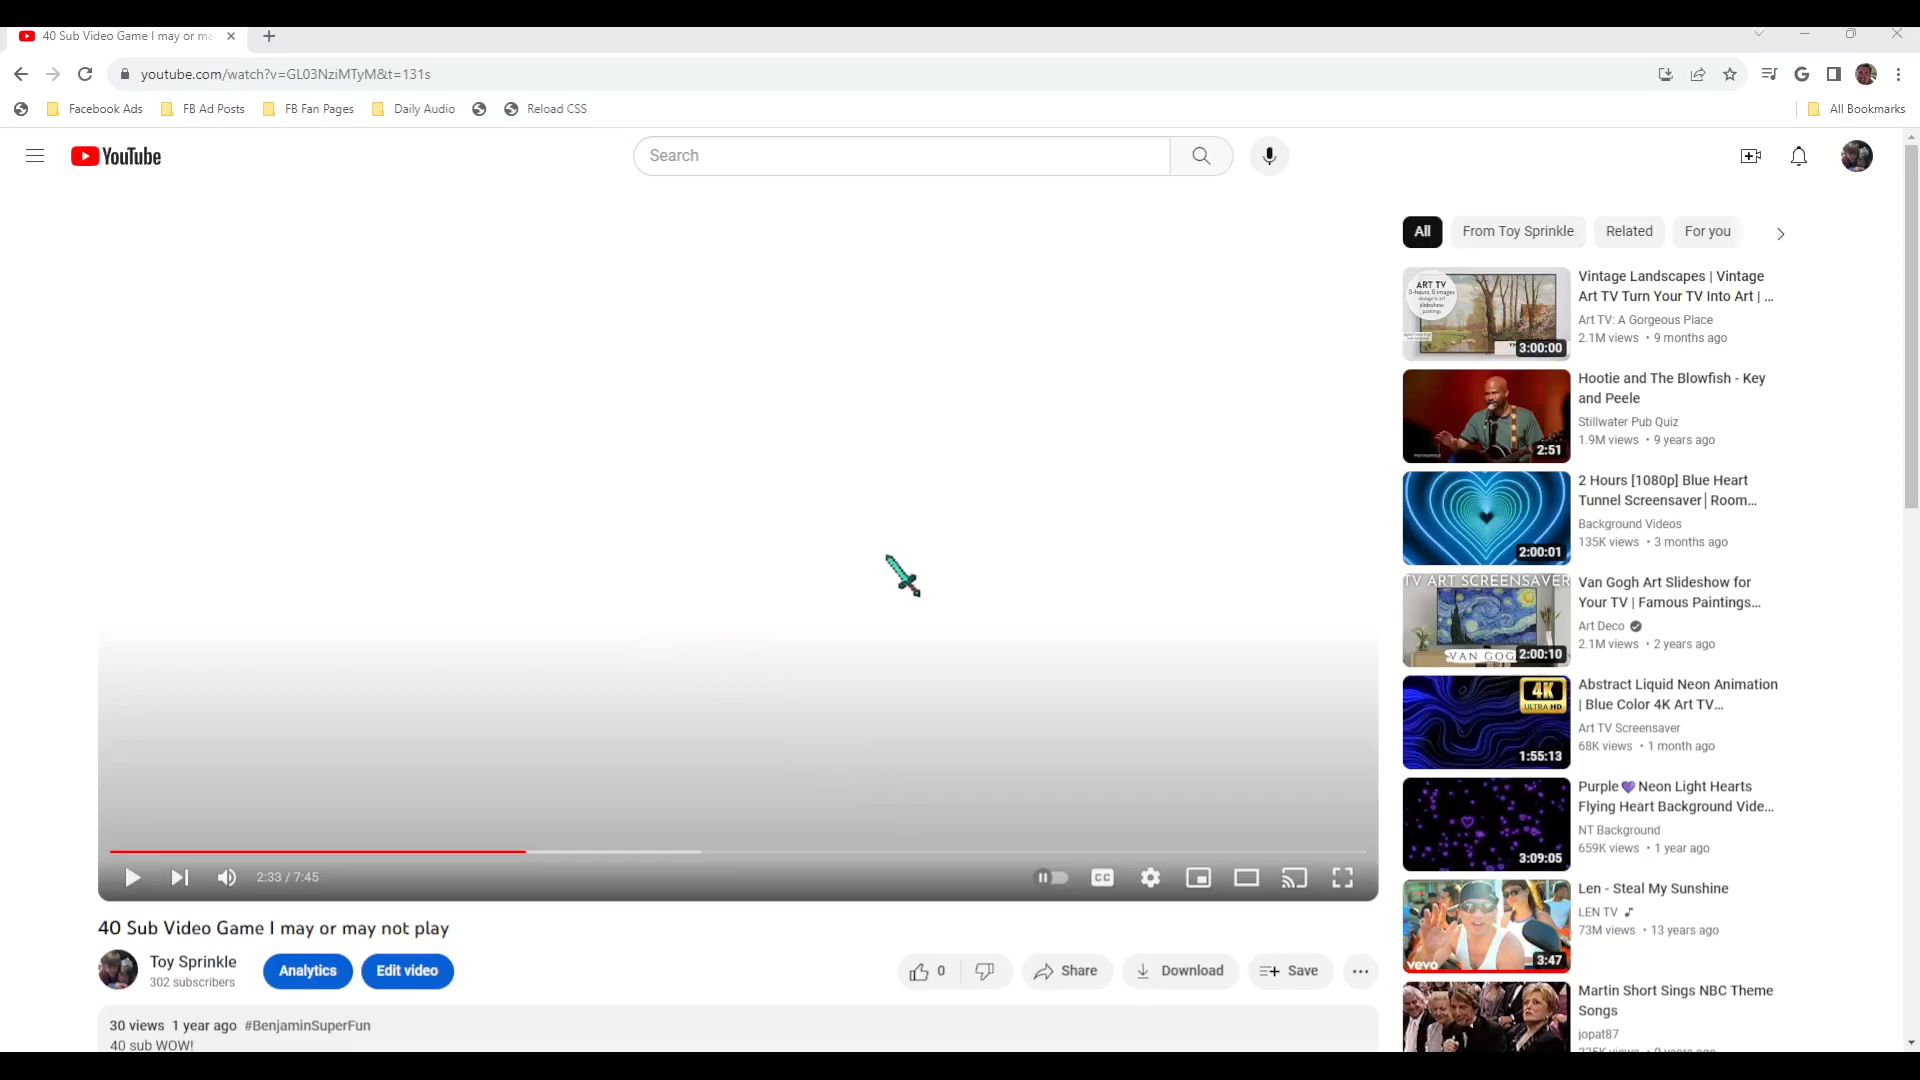 40 Sub Video Game I may or ma
youtube.com/watch?v=GL03NziMTyM&t=131s
Facebook Ads
FB Ad Posts
FB Fan Pages
Daily Audio
Reload CSS
All Bookmarks
YouTube
Search
All
From Toy Sprinkle
Related
For you
ART TV
3:00:00
Vintage Landscapes | Vintage
Art TV Turn Your TV Into Art | ...
Art TV: A Gorgeous Place
2.1M views • 9 months ago
2:51
Hootie and The Blowfish - Key
and Peele
Stillwater Pub Quiz
1.9M views • 9 years ago
2:00:01
2 Hours [1080p] Blue Heart
Tunnel Screensaver│Room...
Background Videos
135K views • 3 months ago
TV ART SCREENSAVER
VAN GOG
2:00:10
Van Gogh Art Slideshow for
Your TV | Famous Paintings...
Art Deco
2.1M views • 2 years ago
4K
ULTRA HD
1:55:13
Abstract Liquid Neon Animation
| Blue Color 4K Art TV...
Art TV Screensaver
68K views • 1 month ago
3:09:05
Purple💜Neon Light Hearts
Flying Heart Background Vide...
NT Background
659K views • 1 year ago
vevo
3:47
Len - Steal My Sunshine
LEN TV
73M views • 13 years ago
Martin Short Sings NBC Theme
Songs
jopat87
2:33 / 7:45
CC
40 Sub Video Game I may or may not play
Toy Sprinkle
302 subscribers
Analytics
Edit video
0
Share
Download
Save
30 views 1 year ago #BenjaminSuperFun
40 sub WOW!